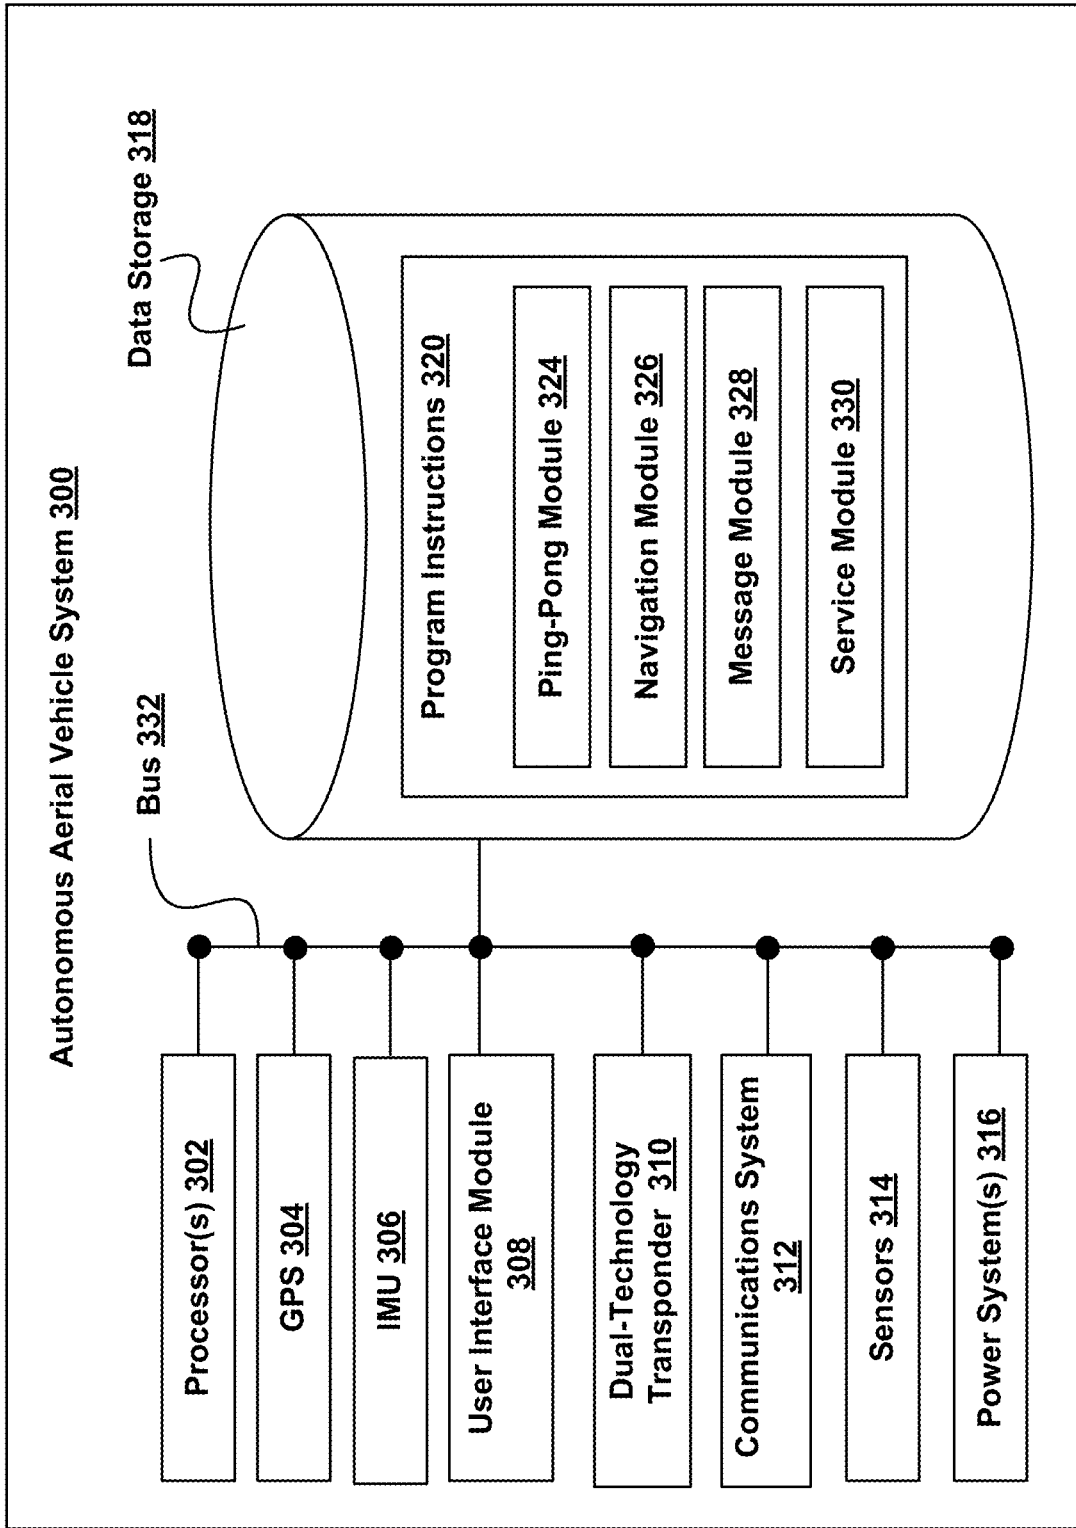 Autonomous Aerial Vehicle System 300
Processor(s) 302
GPS 304
IMU 306
User Interface Module
308
Dual-Technology
Transponder 310
Communications System
312
Sensors 314
Power System(s) 316
Bus 332
Data Storage 318
Program Instructions 320
Ping-Pong Module 324
Navigation Module 326
Message Module 328
Service Module 330